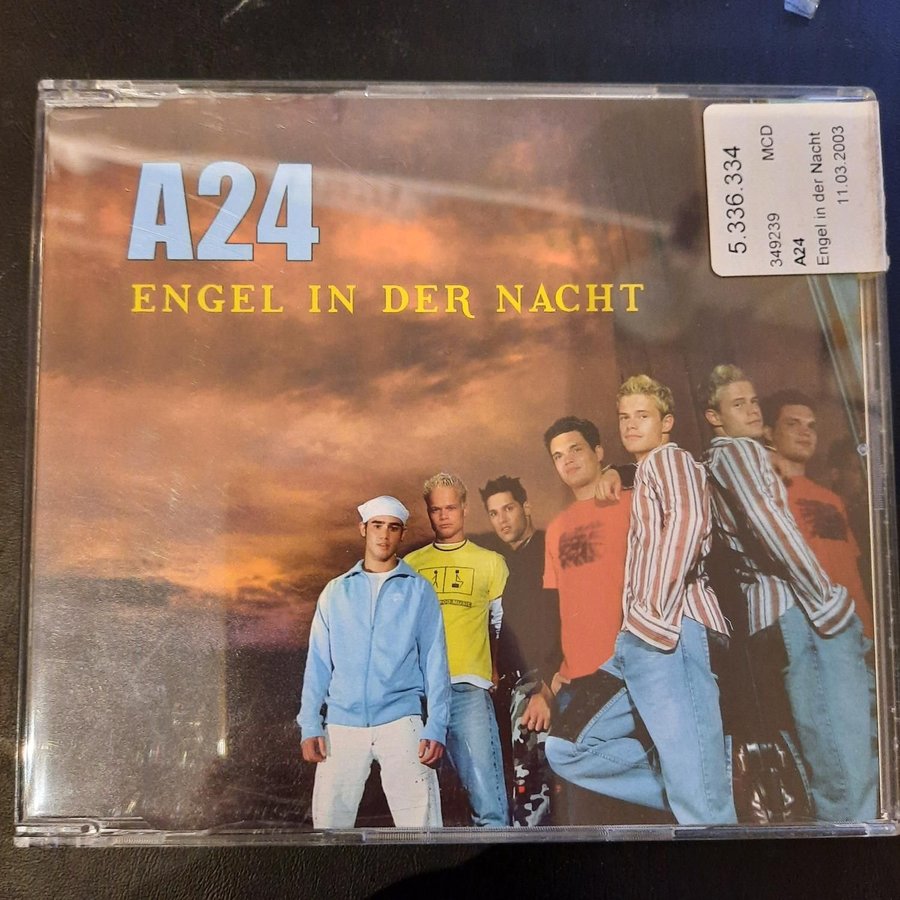 A24
ENGEL IN DER NACHT
5.336.334
349239 MCD
A24
Engel in der Nacht
11.03.2003